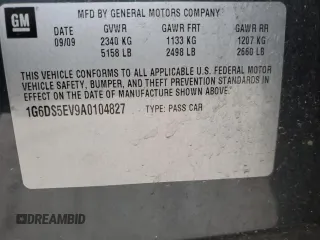 GM
MFD BY GENERAL MOTORS COMPANY
DATE GVWR GAWR FRT GAWR RR
09/09 2340 KG 1133 KG 1207 KG
5158 LB 2498 LB 2660 LB
THIS VEHICLE CONFORMS TO ALL APPLICABLE U.S. FEDERAL MOTOR
VEHICLE SAFETY, BUMPER, AND THEFT PREVENTION STANDARDS IN
EFFECT ON THE DATE OF MANUFACTURE SHOWN ABOVE.
1G6DS5EV9A0104827 TYPE: PASS CAR
DREAMBID